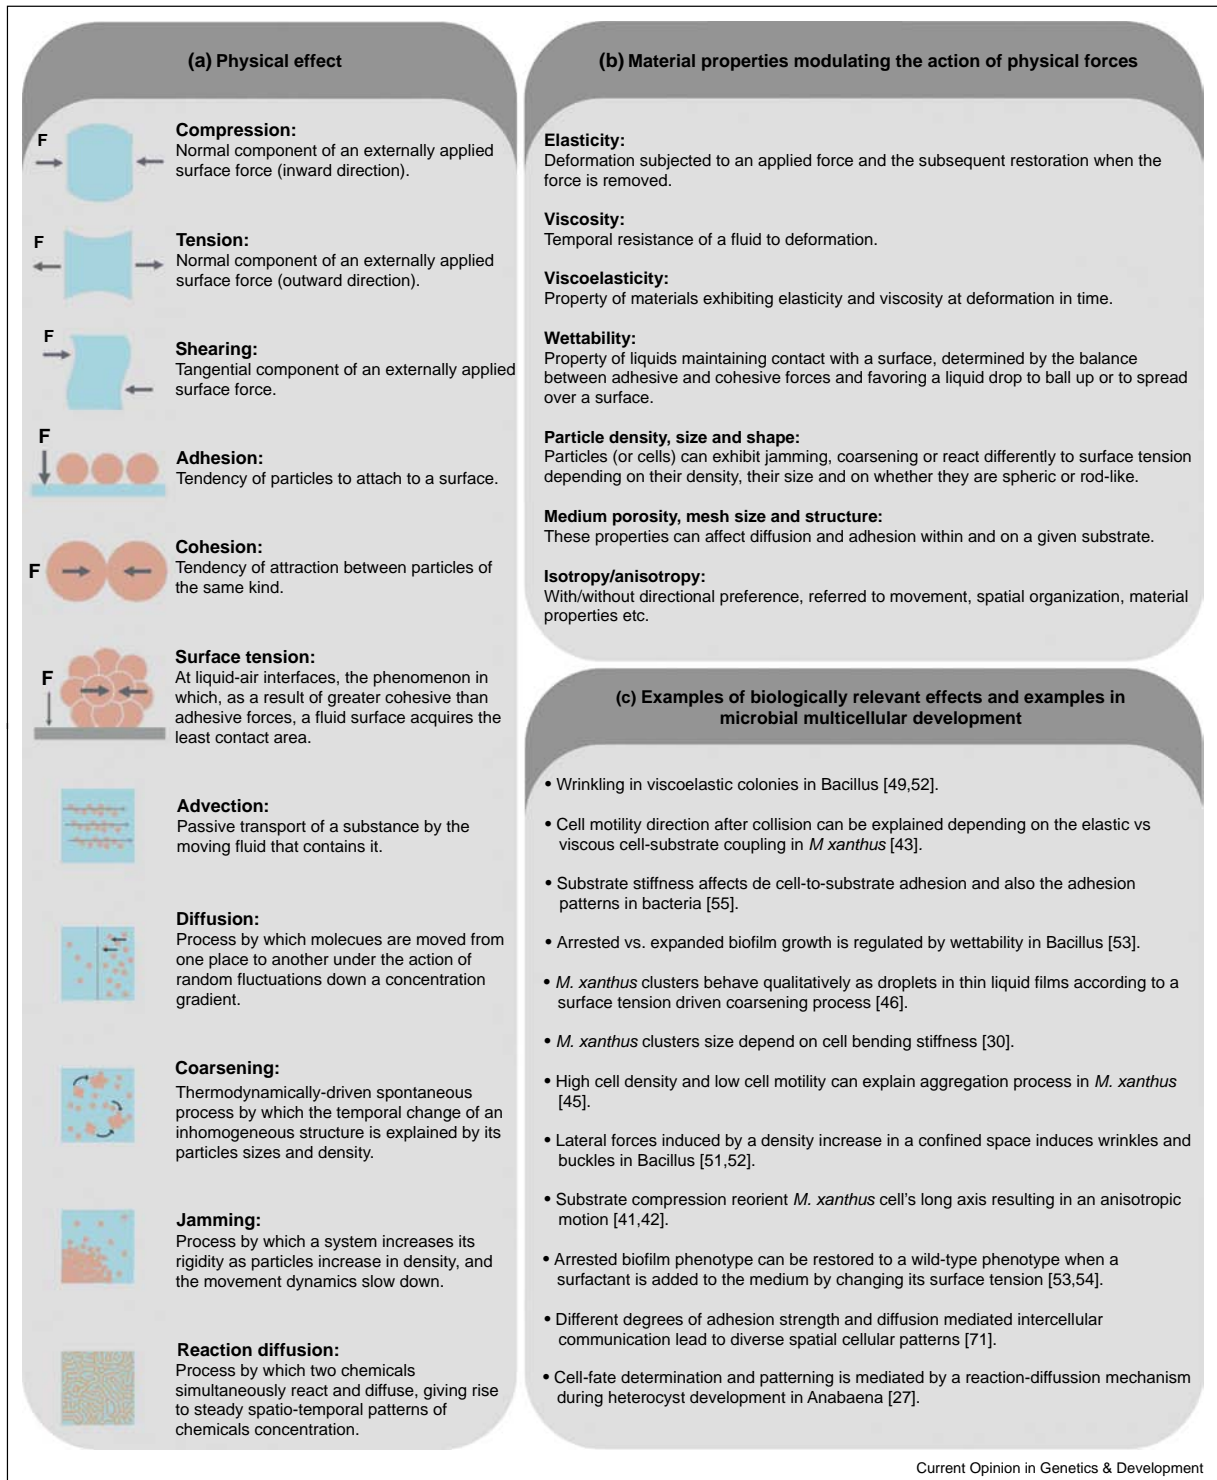 (a) Physical effect
F
Compression:
Normal component of an externally applied
surface force (inward direction).
F
Tension:
Normal component of an externally applied
surface force (outward direction).
F
Shearing:
Tangential component of an externally applied
surface force.
F
Adhesion:
Tendency of particles to attach to a surface.
F
Cohesion:
Tendency of attraction between particles of
the same kind.
F
Surface tension:
At liquid-air interfaces, the phenomenon in
which, as a result of greater cohesive than
adhesive forces, a fluid surface acquires the
least contact area.
Advection:
Passive transport of a substance by the
moving fluid that contains it.
Diffusion:
Process by which molecues are moved from
one place to another under the action of
random fluctuations down a concentration
gradient.
Coarsening:
Thermodynamically-driven spontaneous
process by which the temporal change of an
inhomogeneous structure is explained by its
particles sizes and density.
Jamming:
Process by which a system increases its
rigidity as particles increase in density, and
the movement dynamics slow down.
Reaction diffusion:
Process by which two chemicals
simultaneously react and diffuse, giving rise
to steady spatio-temporal patterns of
chemicals concentration.
(b) Material properties modulating the action of physical forces
Elasticity:
Deformation subjected to an applied force and the subsequent restoration when the
force is removed.
Viscosity:
Temporal resistance of a fluid to deformation.
Viscoelasticity:
Property of materials exhibiting elasticity and viscosity at deformation in time.
Wettability:
Property of liquids maintaining contact with a surface, determined by the balance
between adhesive and cohesive forces and favoring a liquid drop to ball up or to spread
over a surface.
Particle density, size and shape:
Particles (or cells) can exhibit jamming, coarsening or react differently to surface tension
depending on their density, their size and on whether they are spheric or rod-like.
Medium porosity, mesh size and structure:
These properties can affect diffusion and adhesion within and on a given substrate.
Isotropy/anisotropy:
With/without directional preference, referred to movement, spatial organization, material
properties etc.
(c) Examples of biologically relevant effects and examples in
microbial multicellular development
• Wrinkling in viscoelastic colonies in Bacillus [49,52].
• Cell motility direction after collision can be explained depending on the elastic vs
viscous cell-substrate coupling in M xanthus [43].
• Substrate stiffness affects de cell-to-substrate adhesion and also the adhesion
patterns in bacteria [55].
• Arrested vs. expanded biofilm growth is regulated by wettability in Bacillus [53].
• M. xanthus clusters behave qualitatively as droplets in thin liquid films according to a
surface tension driven coarsening process [46].
• M. xanthus clusters size depend on cell bending stiffness [30].
• High cell density and low cell motility can explain aggregation process in M. xanthus
[45].
• Lateral forces induced by a density increase in a confined space induces wrinkles and
buckles in Bacillus [51,52].
• Substrate compression reorient M. xanthus cell's long axis resulting in an anisotropic
motion [41,42].
• Arrested biofilm phenotype can be restored to a wild-type phenotype when a
surfactant is added to the medium by changing its surface tension [53,54].
• Different degrees of adhesion strength and diffusion mediated intercellular
communication lead to diverse spatial cellular patterns [71].
• Cell-fate determination and patterning is mediated by a reaction-diffussion mechanism
during heterocyst development in Anabaena [27].
Current Opinion in Genetics & Development